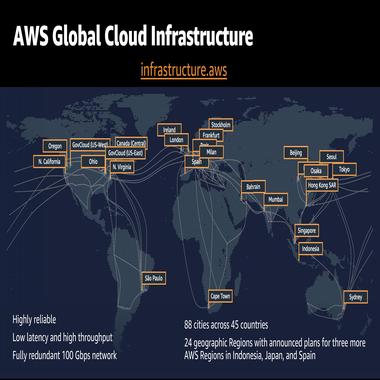 AWS Global Cloud Infrastructure
infrastructure.aws
Stockholm
Ireland
Frankfurt
London
Paris
Milan
Spain
Oregon
GovCloud (US-West)
Canada (Central)
GovCloud (US-East)
N. California
Ohio
N. Virginia
Beijing
Seoul
Osaka
Tokyo
Hong Kong SAR
Bahrain
Mumbai
Singapore
Indonesia
São Paulo
Cape Town
Sydney
Highly reliable
Low latency and high throughput
Fully redundant 100 Gbps network
88 cities across 45 countries
24 geographic Regions with announced plans for three more
AWS Regions in Indonesia, Japan, and Spain